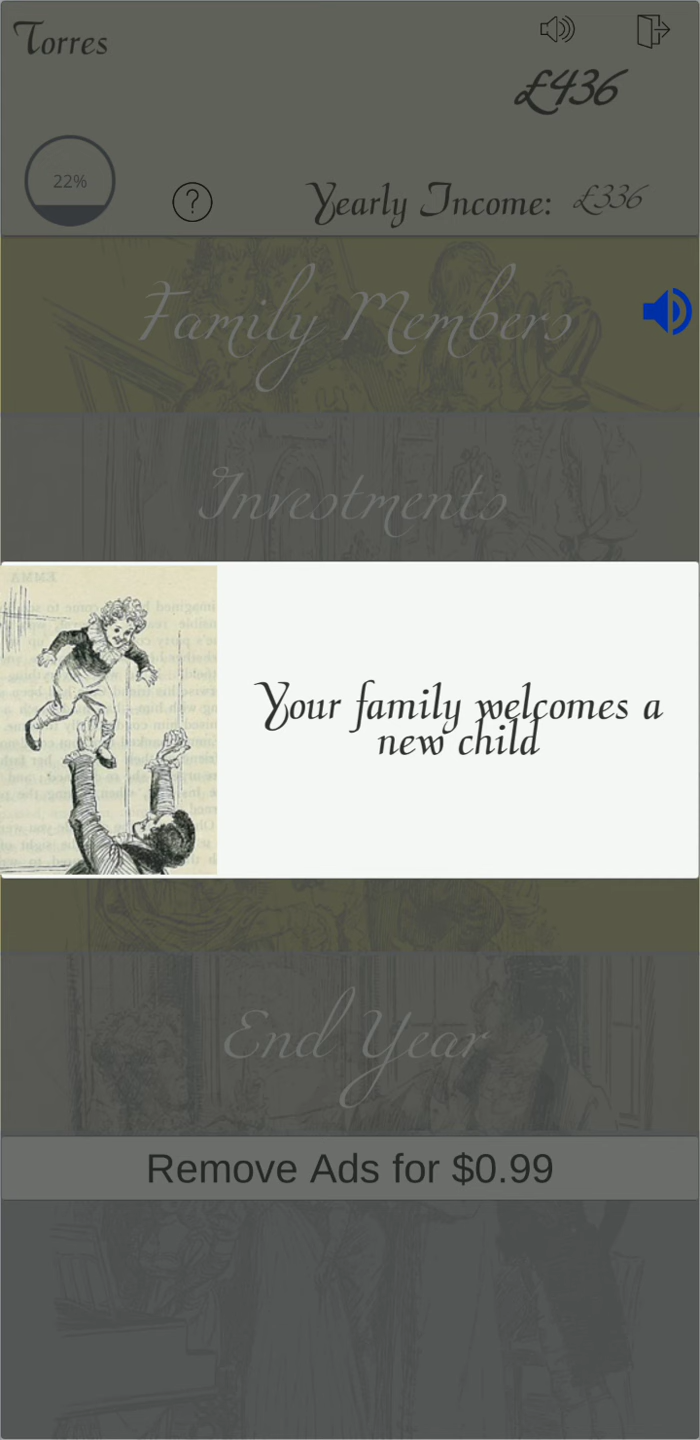 Torres
£436
22%
?
Yearly Income: £336
Family Members
Investments
EMMA
Your family welcomes a
new child
End Year
Remove Ads for $0.99